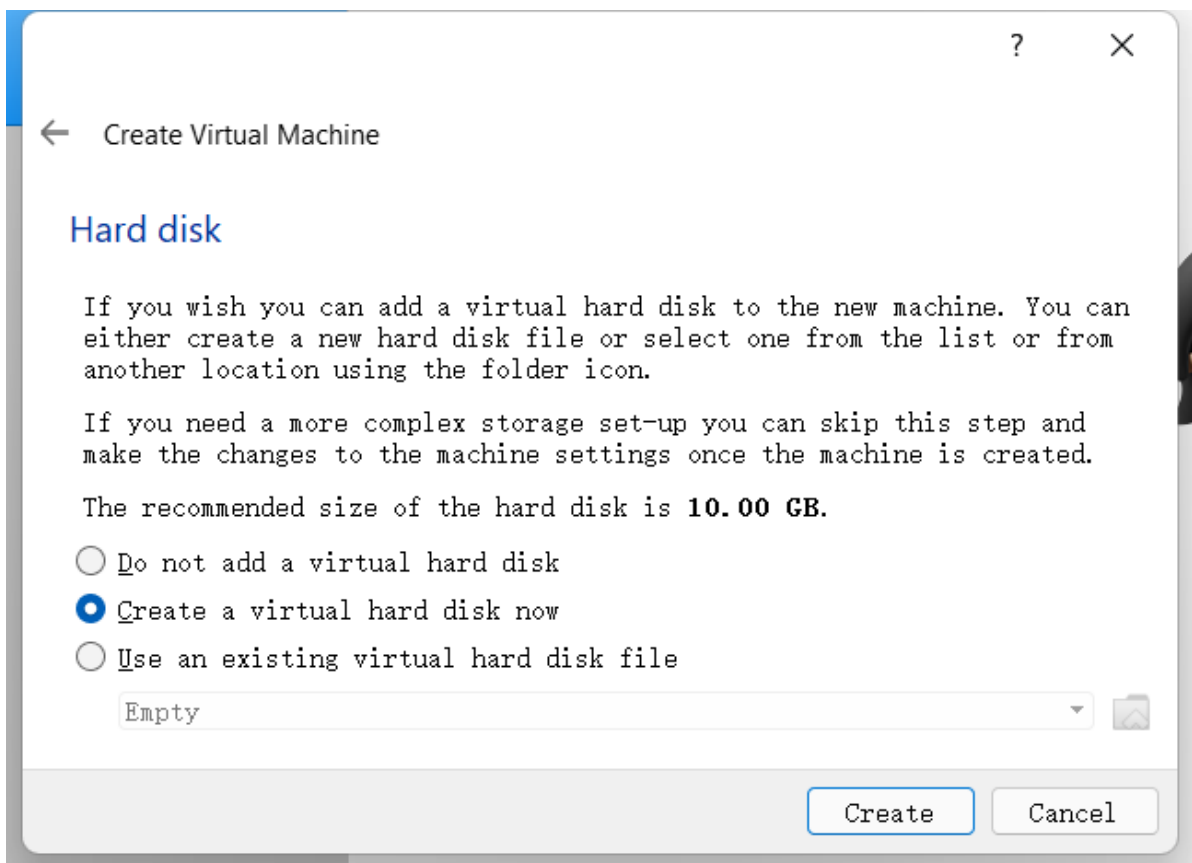 ?
Create Virtual Machine
Hard disk
If you wish you can add a virtual hard disk to the new machine. You can
either create a new hard disk file or select one from the list or from
another location using the folder icon.
If you need a more complex storage set-up you can skip this step and
make the changes to the machine settings once the machine is created.
The recommended size of the hard disk is 10.00 GB.
Do not add a virtual hard disk
Create a virtual hard disk now
Use an existing virtual hard disk file
Empty
Create Cancel